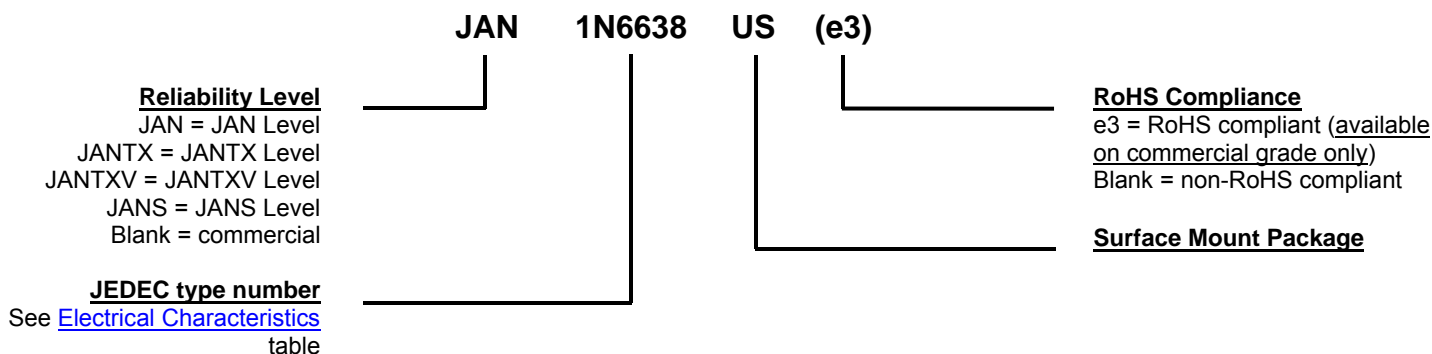 JAN 1N6638 US (e3)
Reliability Level
JAN = JAN Level
JANTX = JANTX Level
JANTXV = JANTXV Level
JANS = JANS Level
Blank = commercial
JEDEC type number
See Electrical Characteristics
table
RoHS Compliance
e3 = RoHS compliant (available
on commercial grade only)
Blank = non-RoHS compliant
Surface Mount Package